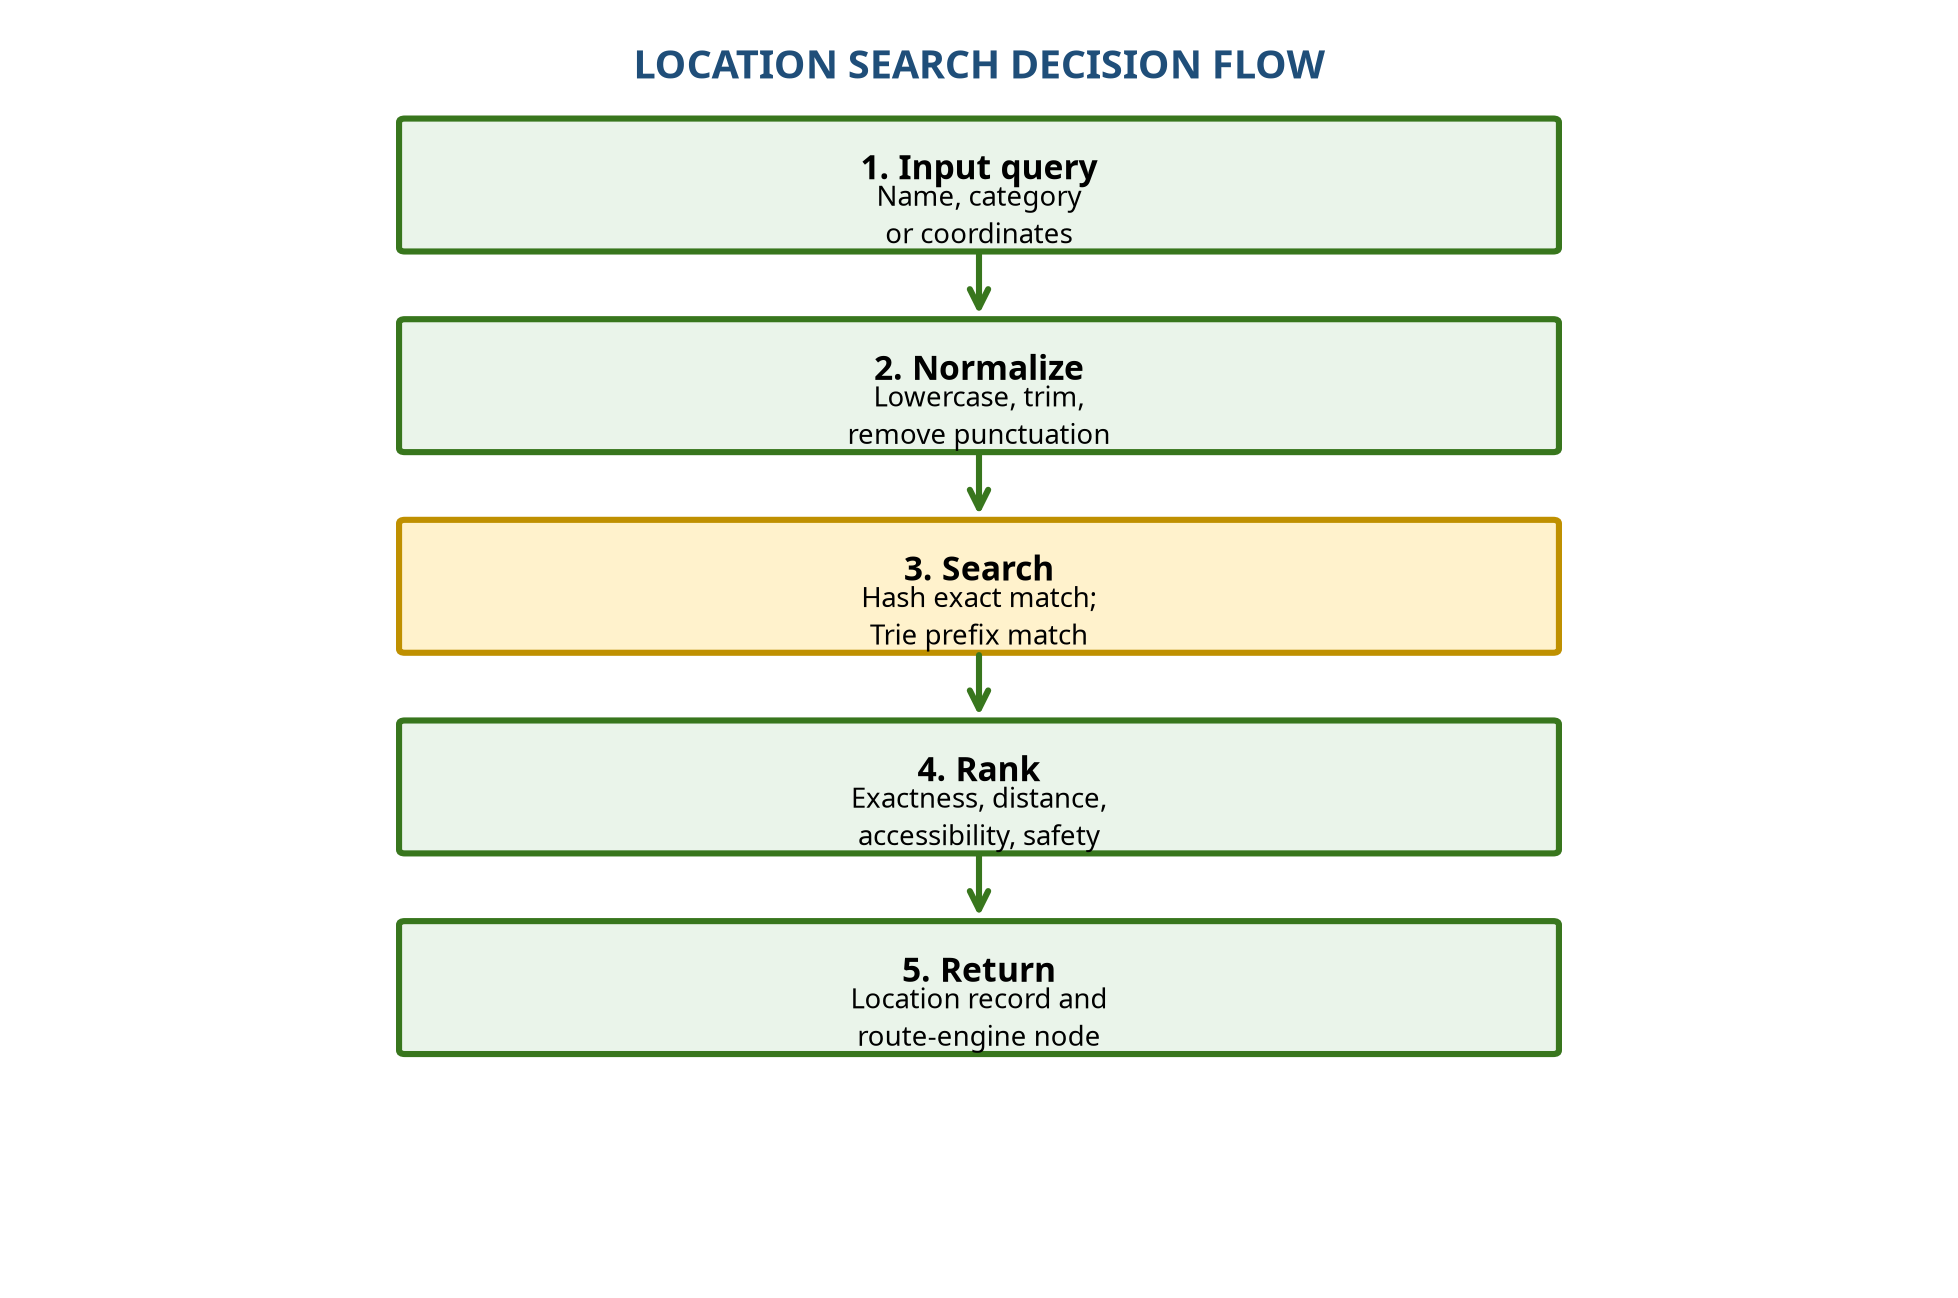 LOCATION SEARCH DECISION FLOW
1. Input query
Name, category
or coordinates
2. Normalize
Lowercase, trim,
remove punctuation
3. Search
Hash exact match;
Trie prefix match
4. Rank
Exactness, distance,
accessibility, safety
5. Return
Location record and
route-engine node